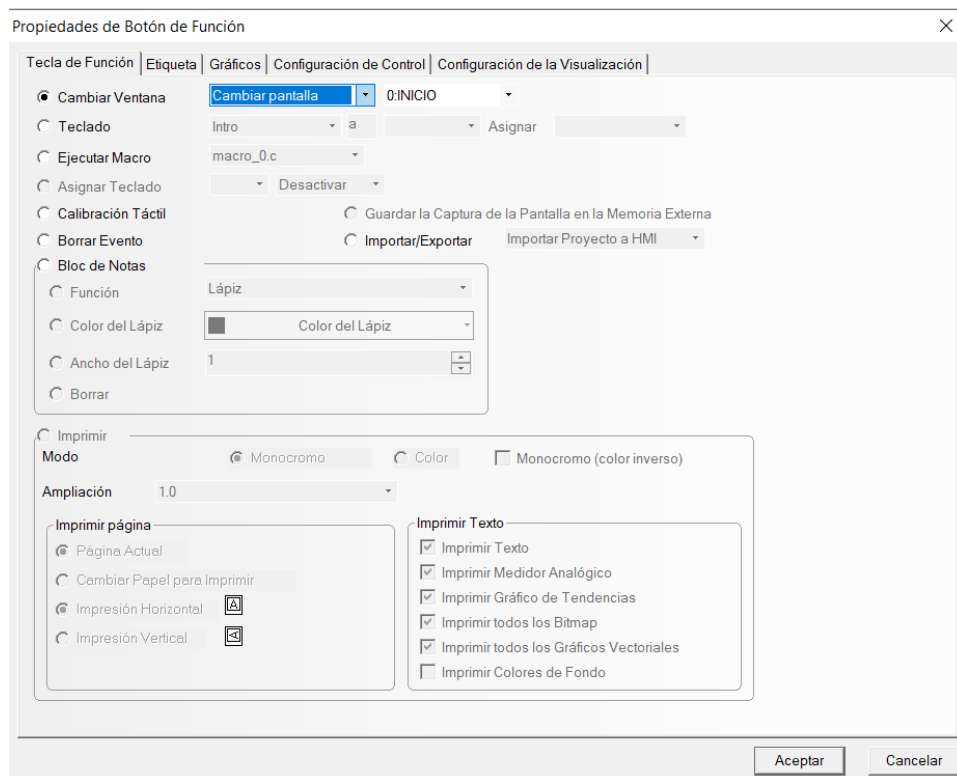 Propiedades de Botón de Función
Tecla de Función Etiqueta Gráficos Configuración de Control Configuración de la Visualización
Cambiar Ventana Cambiar pantalla 0:INICIO
Teclado Intro a Asignar
Ejecutar Macro macro_0.c
Asignar Teclado Desactivar
Calibración Táctil Guardar la Captura de la Pantalla en la Memoria Externa
Borrar Evento Importar/Exportar Importar Proyecto a HMI
Bloc de Notas
Función Lápiz
Color del Lápiz Color del Lápiz
Ancho del Lápiz 1
Borrar
Imprimir
Modo Monocromo Color Monocromo (color inverso)
Ampliación 1.0
Imprimir página
Página Actual
Cambiar Papel para Imprimir
Impresión Horizontal A
Impresión Vertical A
Imprimir Texto
Imprimir Texto
Imprimir Medidor Analógico
Imprimir Gráfico de Tendencias
Imprimir todos los Bitmap
Imprimir todos los Gráficos Vectoriales
Imprimir Colores de Fondo
Aceptar Cancelar